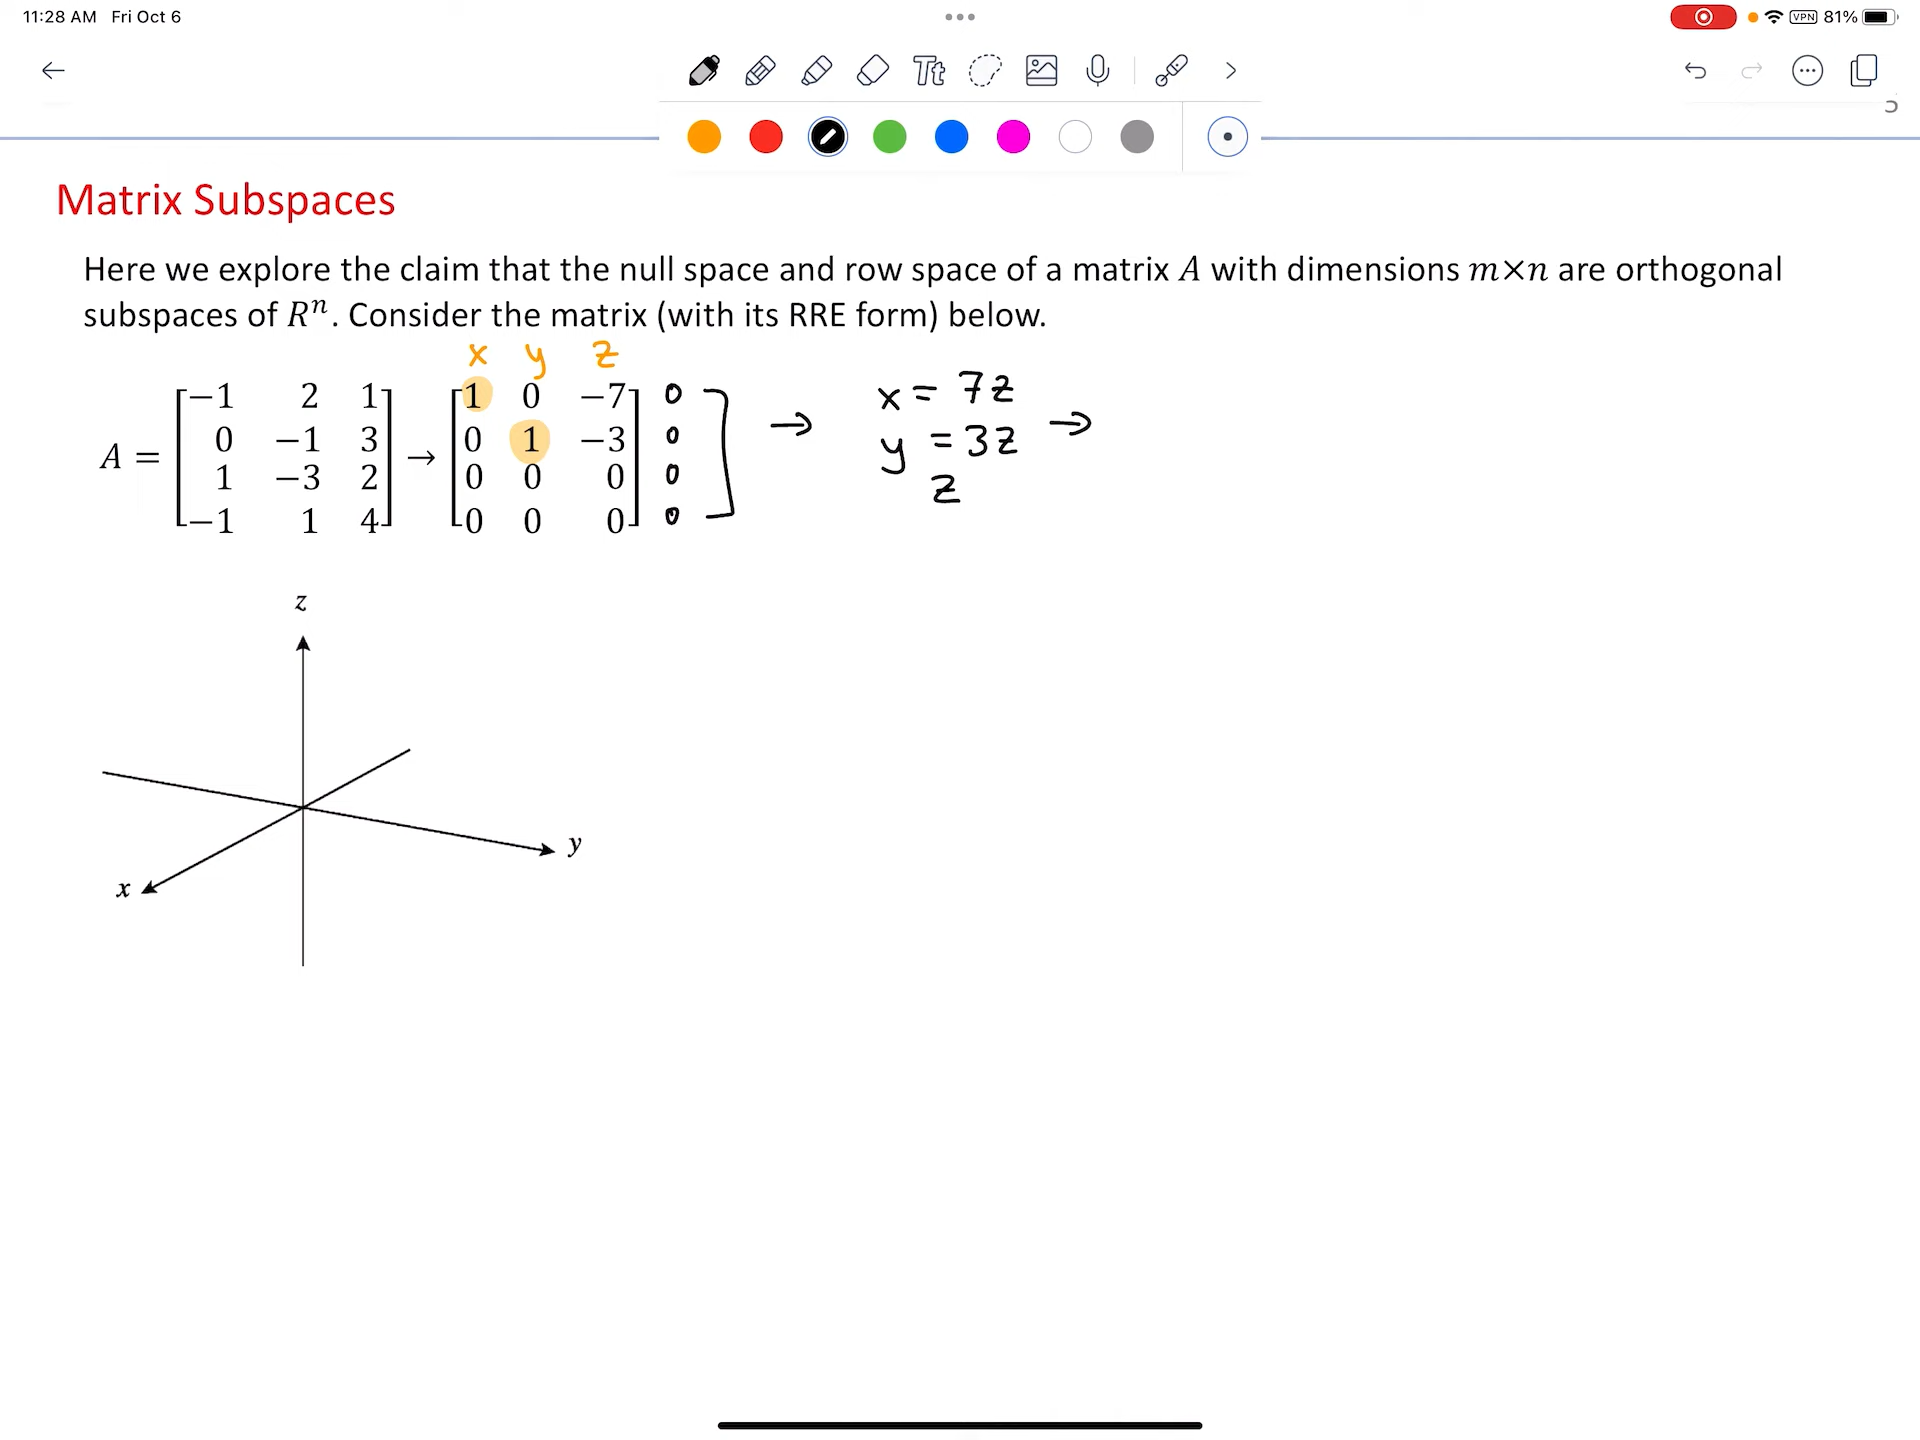 11:28 AM Fri Oct 6
VPN 81%
Tt
5
Matrix Subspaces
Here we explore the claim that the null space and row space of a matrix A with dimensions m×n are orthogonal
subspaces of Rⁿ. Consider the matrix (with its RRE form) below.
x y z
−1 2 1 1 0 −7 0 x = 7z
0 −1 3 0 1 −3 0 y = 3z →
A = → →
1 −3 2 0 0 0 0 z
−1 1 4 0 0 0 0
z
y
x